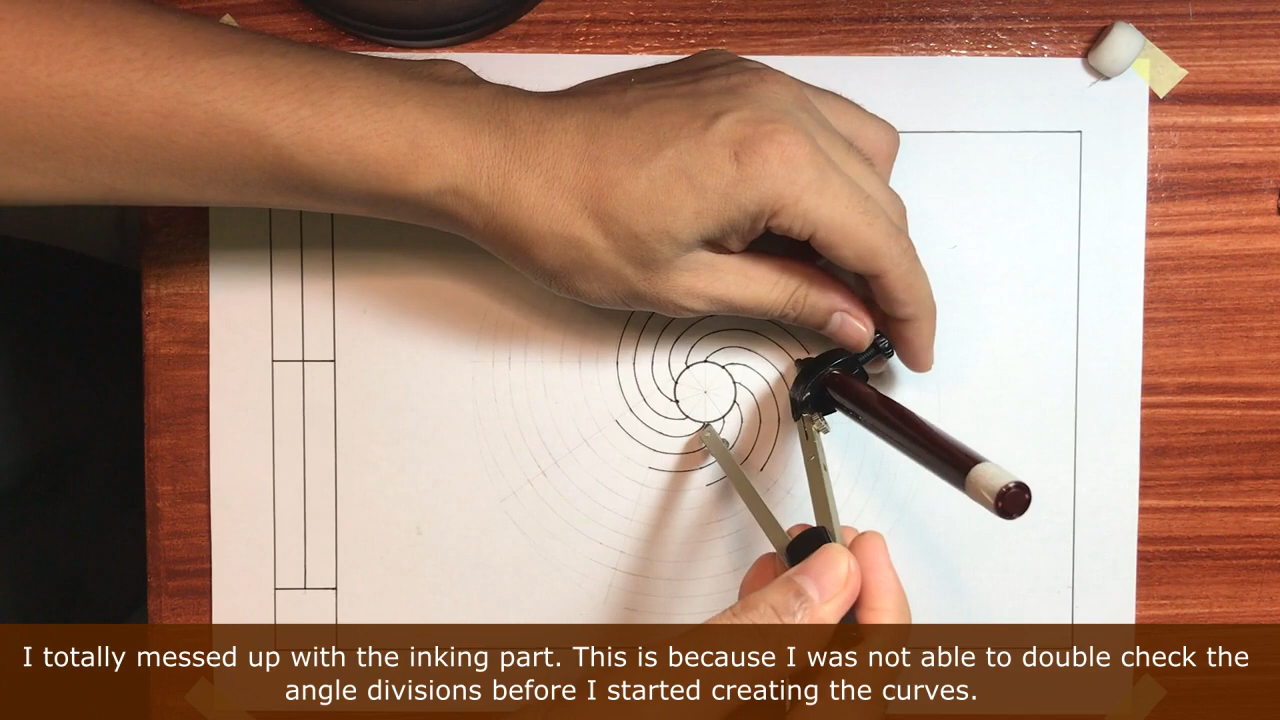 I totally messed up with the inking part. This is because I was not able to double check the
angle divisions before I started creating the curves.